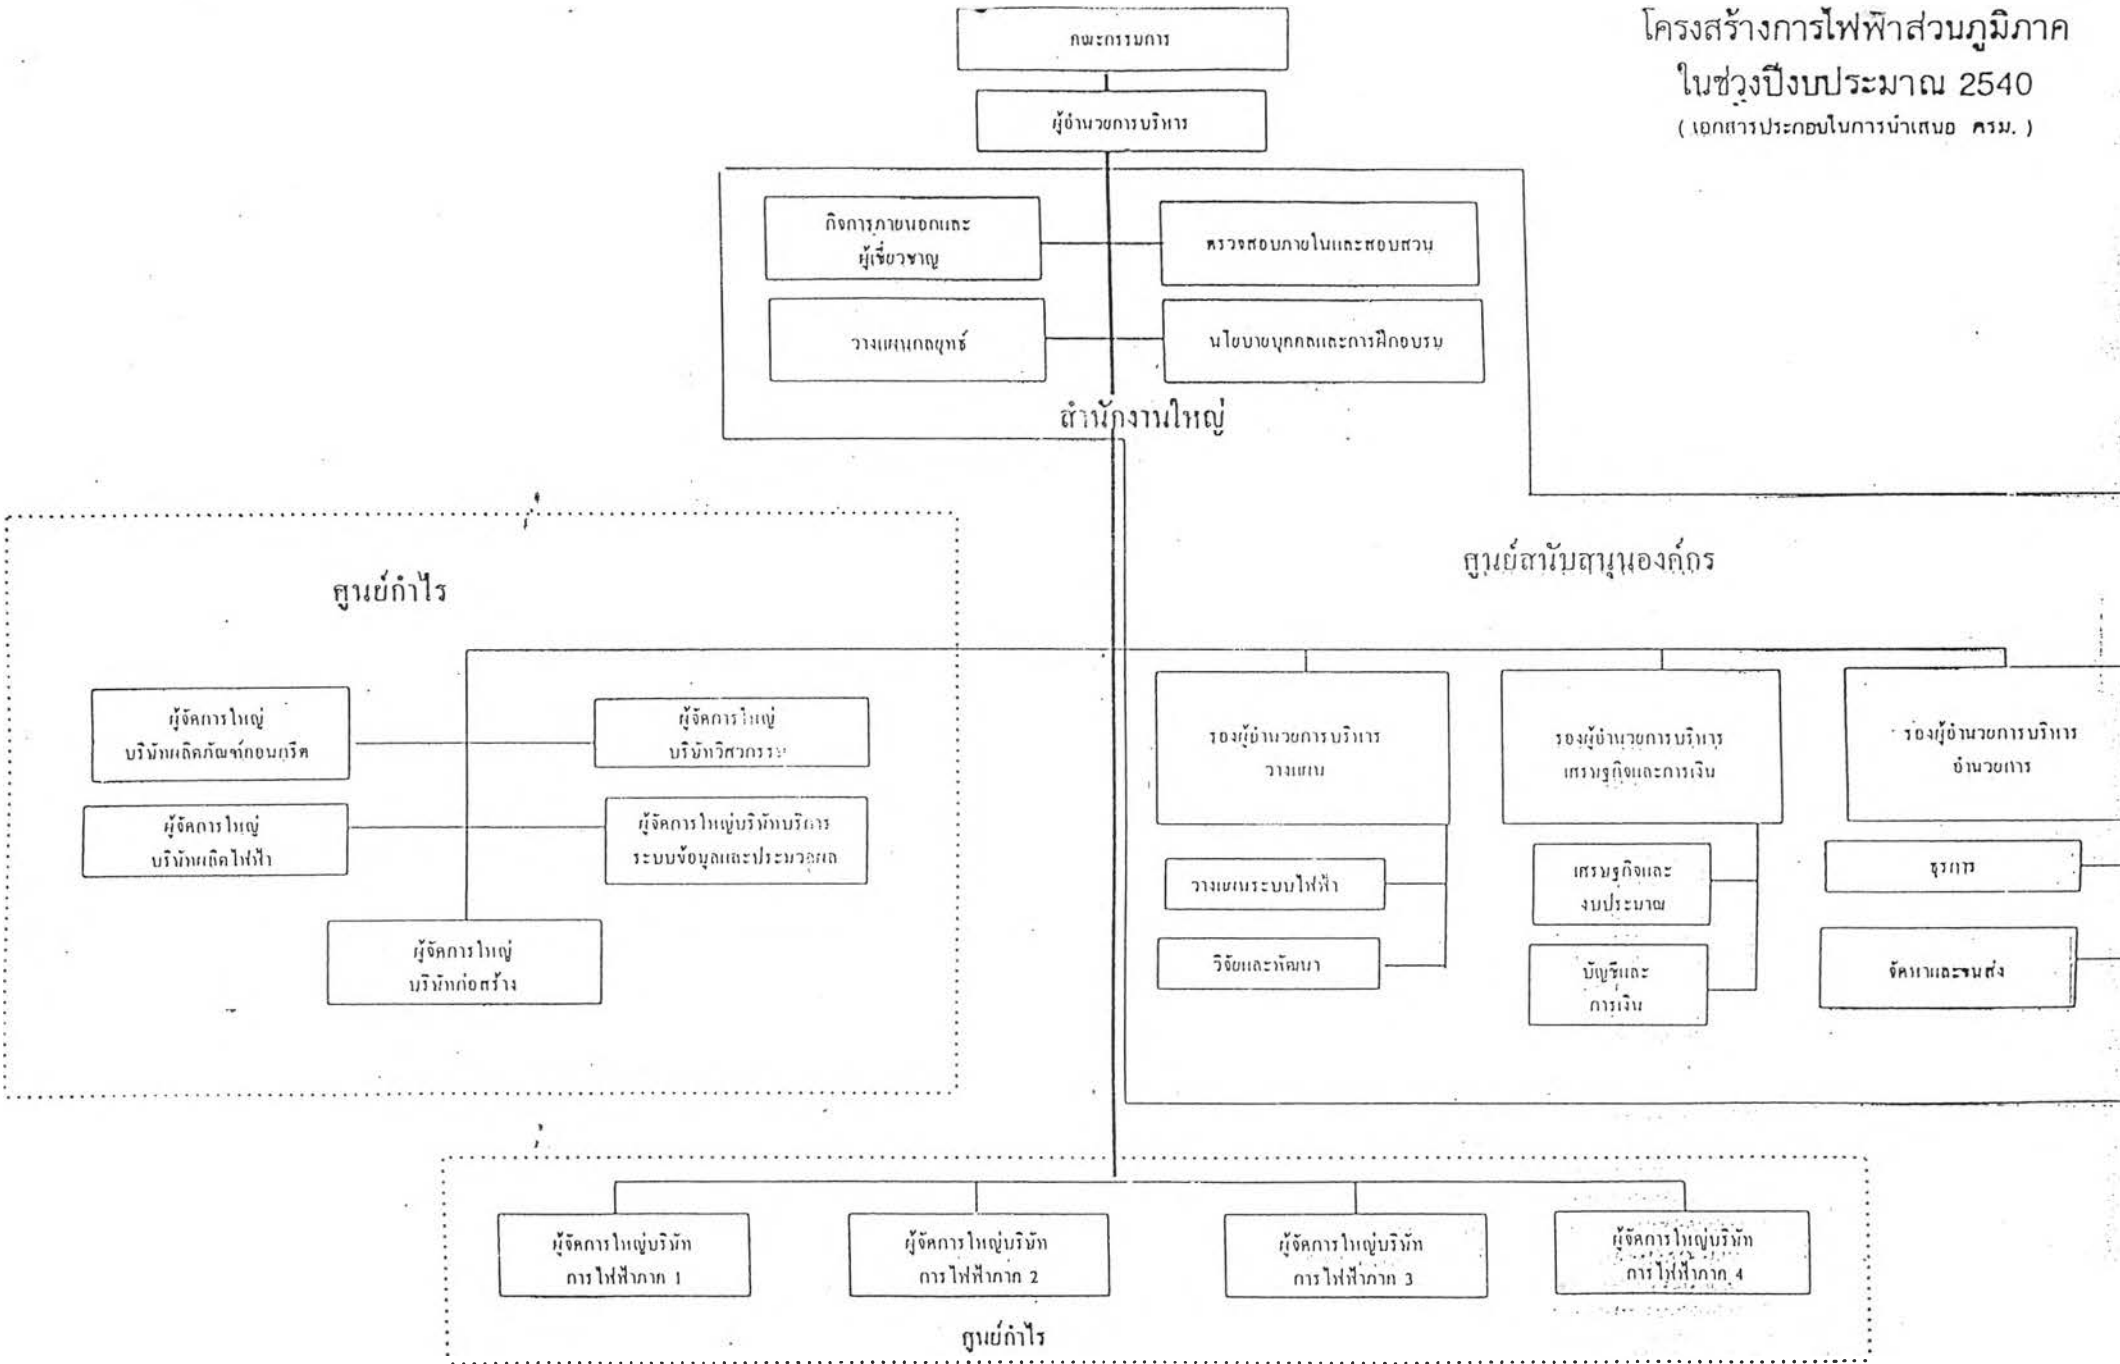 โครงสร้างการไฟฟ้าส่วนภูมิภาค
ในช่วงปีงบประมาณ 2540
( เอกสารประกอบในการนำเสนอ ครม. )
คณะกรรมการ
ผู้อำนวยการบริหาร
กิจการภายนอกและ
ผู้เชี่ยวชาญ
ตรวจสอบภายในและสอบสวน
วางแผนกลยุทธ์
นโยบายบุคคลและการฝึกอบรม
สำนักงานใหญ่
ศูนย์กำไร
ผู้จัดการใหญ่
บริษัทผลิตภัณฑ์คอนกรีต
ผู้จัดการใหญ่
บริษัทวิศวกรรม
ผู้จัดการใหญ่
บริษัทผลิตไฟฟ้า
ผู้จัดการใหญ่บริษัทบริการ
ระบบข้อมูลและประมวลผล
ผู้จัดการใหญ่
บริษัทก่อสร้าง
ศูนย์สนับสนุนองค์กร
รองผู้อำนวยการบริหาร
วางแผน
วางแผนระบบไฟฟ้า
วิจัยและพัฒนา
รองผู้อำนวยการบริหาร
เศรษฐกิจและการเงิน
เศรษฐกิจและ
งบประมาณ
บัญชีและ
การเงิน
รองผู้อำนวยการบริหาร
อำนวยการ
ธุรการ
จัดหาและขนส่ง
ผู้จัดการใหญ่บริษัท
การไฟฟ้าภาค 1
ผู้จัดการใหญ่บริษัท
การไฟฟ้าภาค 2
ผู้จัดการใหญ่บริษัท
การไฟฟ้าภาค 3
ผู้จัดการใหญ่บริษัท
การไฟฟ้าภาค 4
ศูนย์กำไร